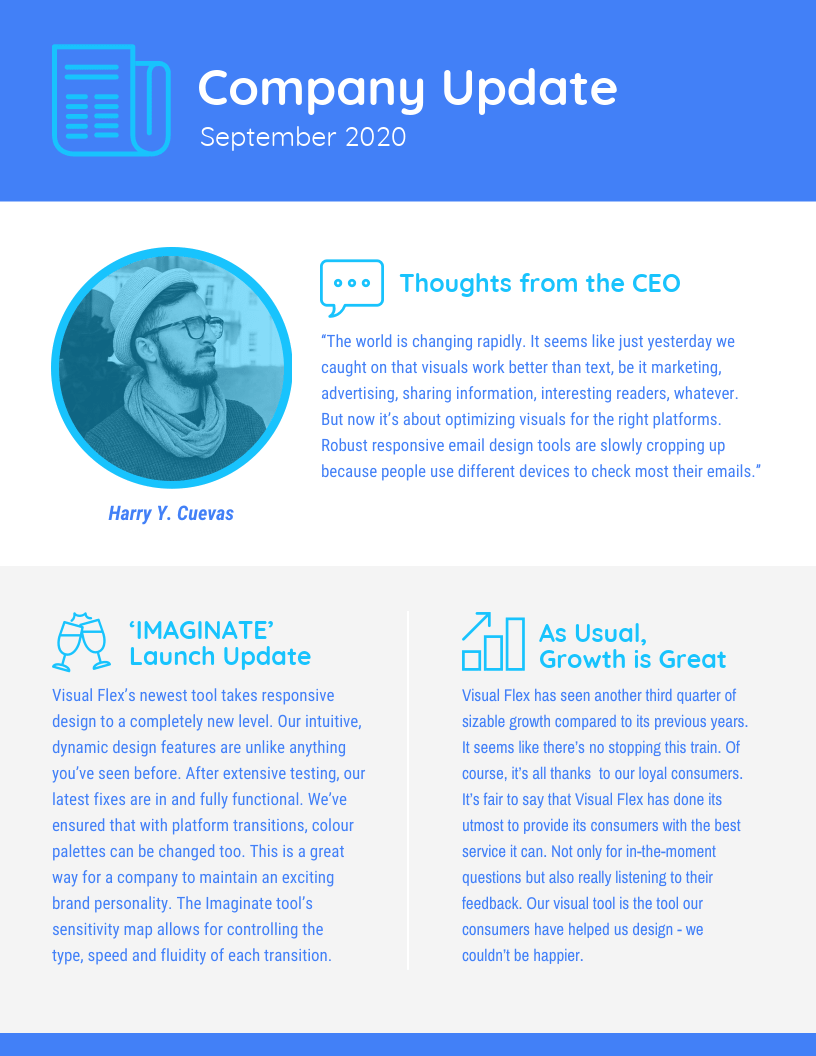 Company Update
September 2020
Thoughts from the CEO
“The world is changing rapidly. It seems like just yesterday we
caught on that visuals work better than text, be it marketing,
advertising, sharing information, interesting readers, whatever.
But now it’s about optimizing visuals for the right platforms.
Robust responsive email design tools are slowly cropping up
because people use different devices to check most their emails.”
Harry Y. Cuevas
‘IMAGINATE’
Launch Update
Visual Flex’s newest tool takes responsive
design to a completely new level. Our intuitive,
dynamic design features are unlike anything
you’ve seen before. After extensive testing, our
latest fixes are in and fully functional. We’ve
ensured that with platform transitions, colour
palettes can be changed too. This is a great
way for a company to maintain an exciting
brand personality. The Imaginate tool’s
sensitivity map allows for controlling the
type, speed and fluidity of each transition.
As Usual,
Growth is Great
Visual Flex has seen another third quarter of
sizable growth compared to its previous years.
It seems like there’s no stopping this train. Of
course, it’s all thanks  to our loyal consumers.
It’s fair to say that Visual Flex has done its
utmost to provide its consumers with the best
service it can. Not only for in-the-moment
questions but also really listening to their
feedback. Our visual tool is the tool our
consumers have helped us design - we
couldn’t be happier.